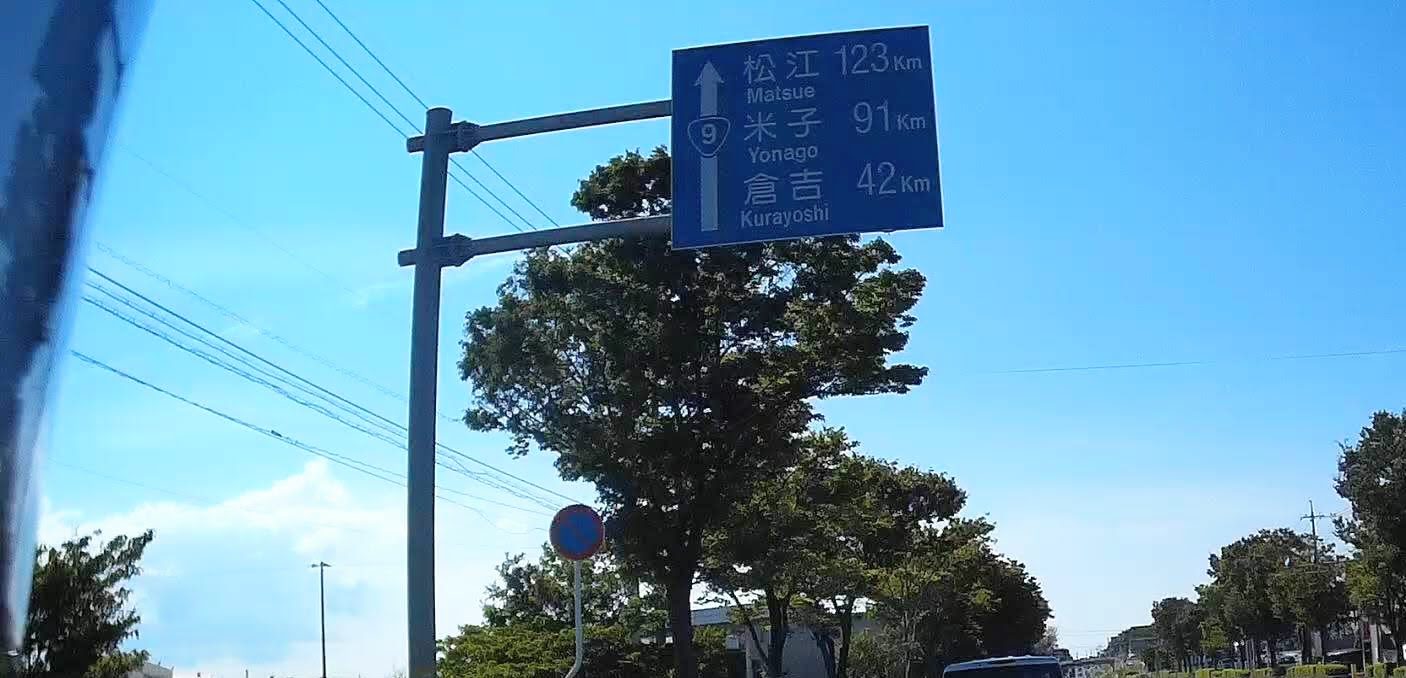 松江 123Km
Matsue
9
米子 91Km
Yonago
倉吉 42Km
Kurayoshi